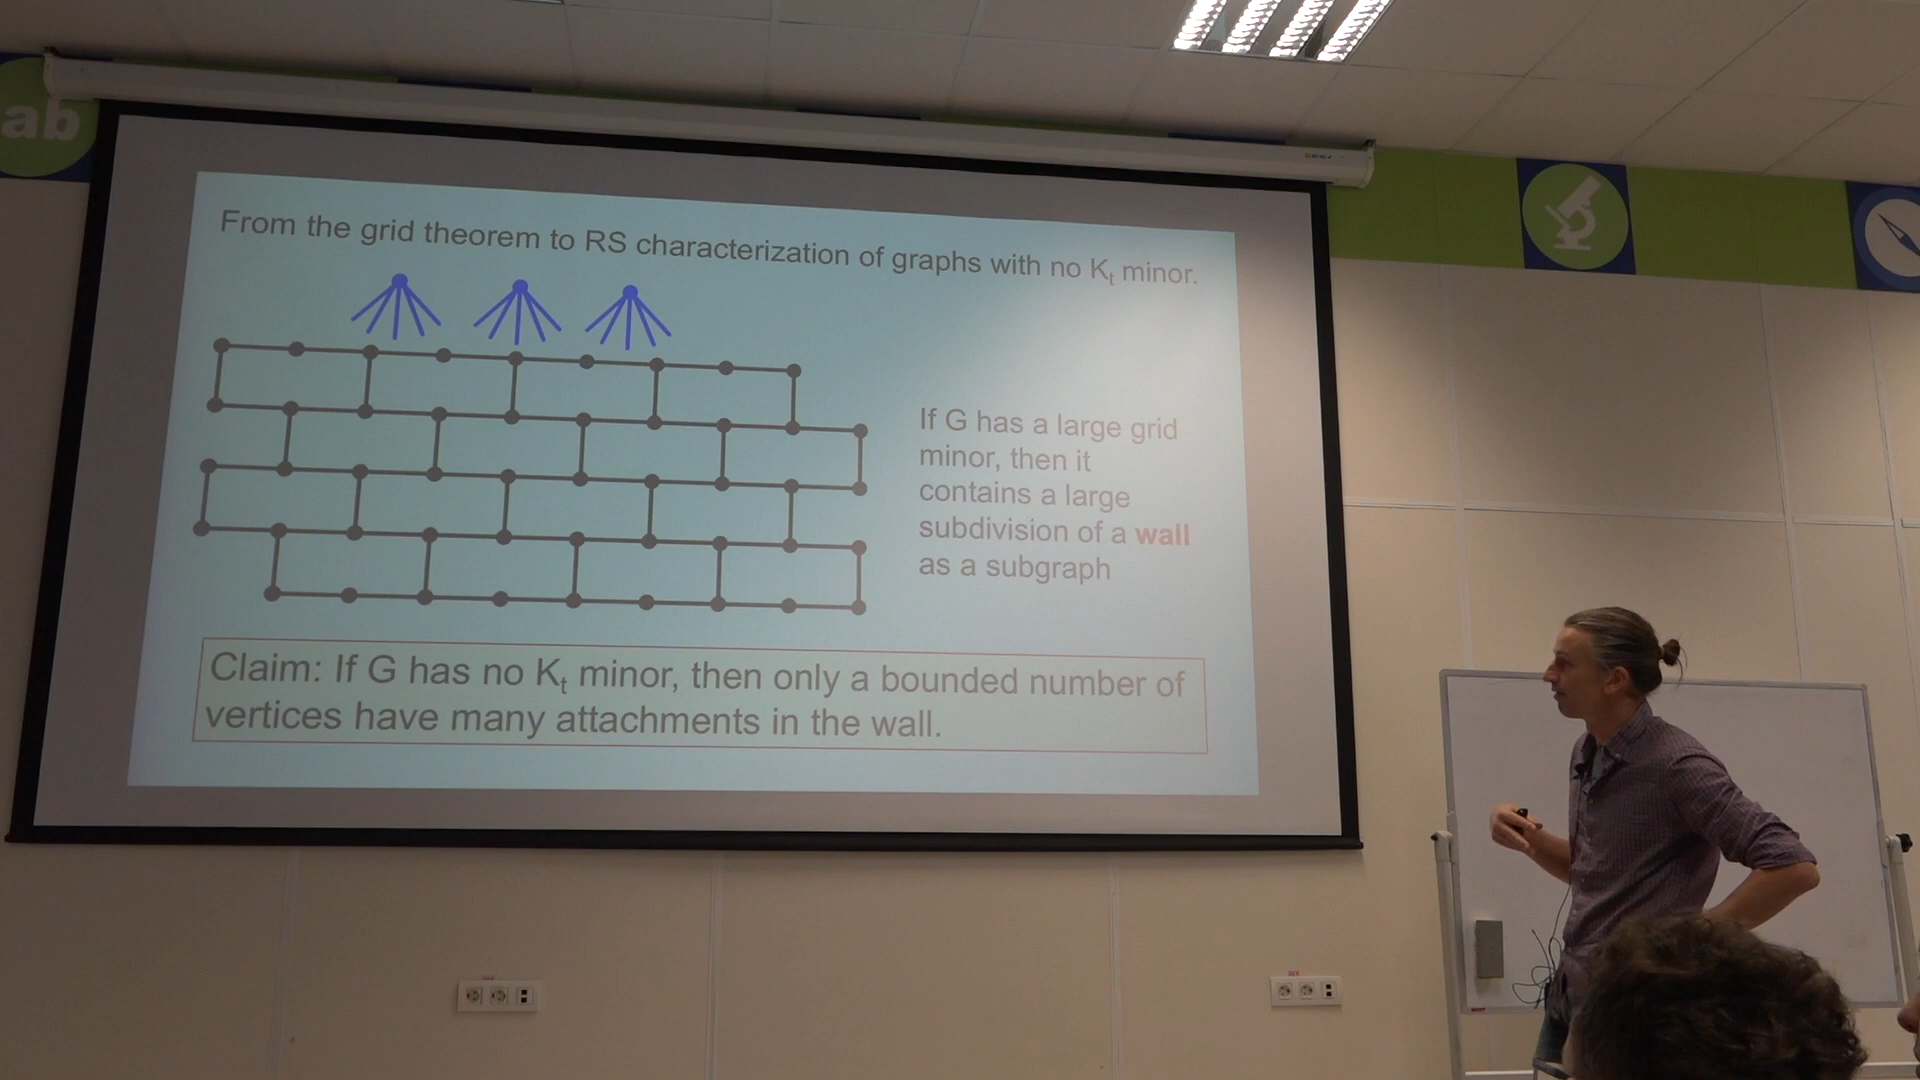 ab
From the grid theorem to RS characterization of graphs with no Kt minor.
If G has a large grid
minor, then it
contains a large
subdivision of a wall
as a subgraph
Claim: If G has no Kt minor, then only a bounded number of
vertices have many attachments in the wall.